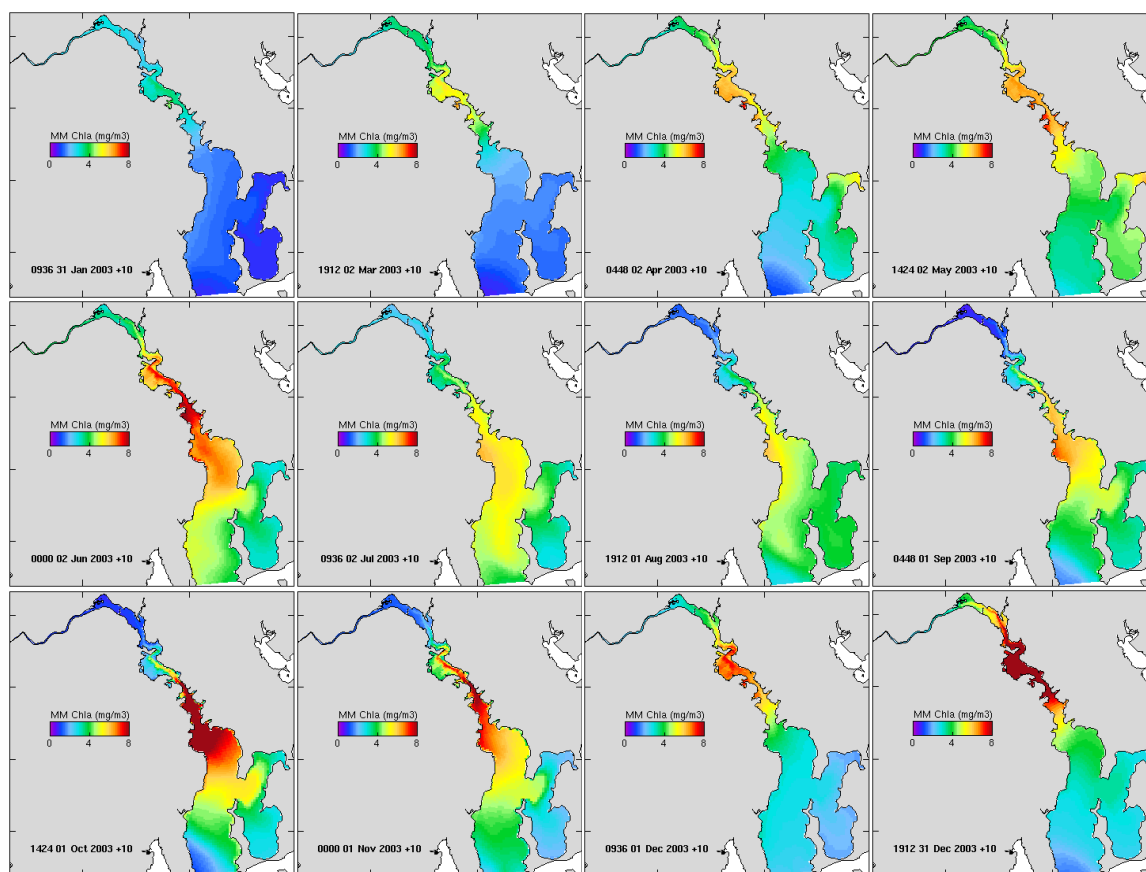 MM Chla (mg/m3)
0 4 8
0936 31 Jan 2003 +10
MM Chla (mg/m3)
0 4 8
1912 02 Mar 2003 +10
MM Chla (mg/m3)
0 4 8
0448 02 Apr 2003 +10
MM Chla (mg/m3)
0 4 8
1424 02 May 2003 +10
MM Chla (mg/m3)
0 4 8
0000 02 Jun 2003 +10
MM Chla (mg/m3)
0 4 8
0936 02 Jul 2003 +10
MM Chla (mg/m3)
0 4 8
1912 01 Aug 2003 +10
MM Chla (mg/m3)
0 4 8
0448 01 Sep 2003 +10
MM Chla (mg/m3)
0 4 8
1424 01 Oct 2003 +10
MM Chla (mg/m3)
0 4 8
0000 01 Nov 2003 +10
MM Chla (mg/m3)
0 4 8
0936 01 Dec 2003 +10
MM Chla (mg/m3)
0 4 8
1912 31 Dec 2003 +10